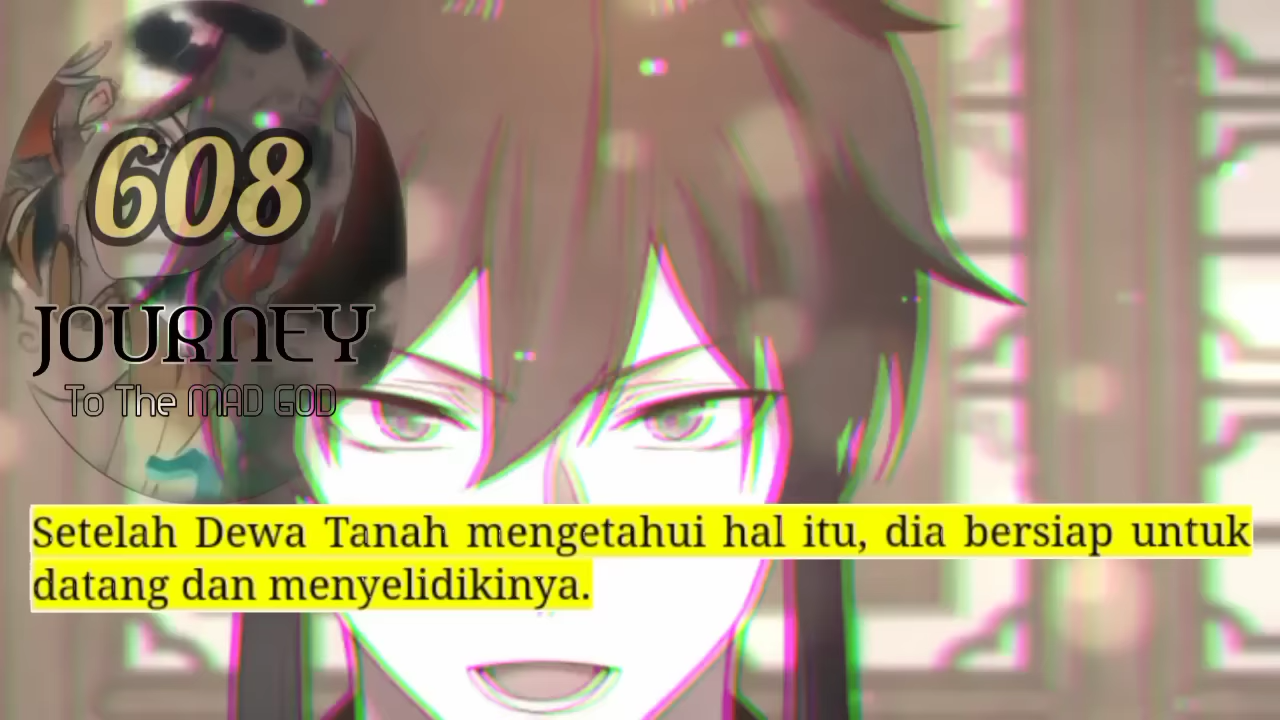 608
JOURNEY
To The MAD GOD
Setelah Dewa Tanah mengetahui hal itu, dia bersiap untuk
datang dan menyelidikinya.